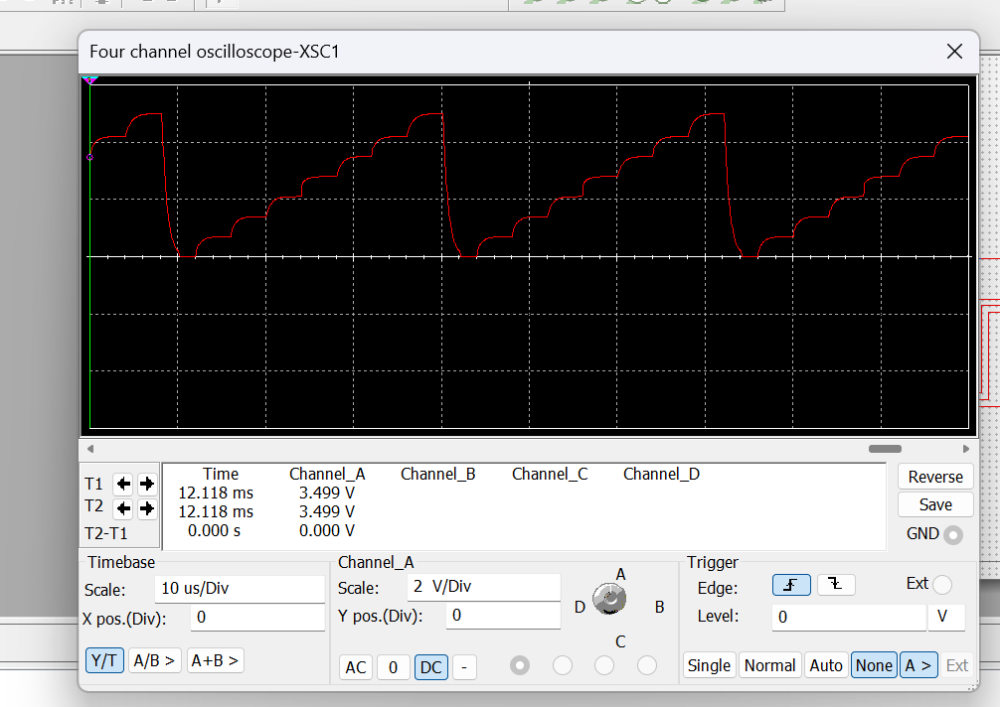 Four channel oscilloscope-XSC1
Time Channel_A Channel_B Channel_C Channel_D
T1 12.118 ms 3.499 V
T2 12.118 ms 3.499 V
T2-T1 0.000 s 0.000 V
Reverse
Save
GND
Timebase
Scale: 10 us/Div
X pos.(Div): 0
Y/T A/B > A+B >
Channel_A
Scale: 2 V/Div
Y pos.(Div): 0
AC 0 DC -
A
D B
C
Trigger
Edge: Ext
Level: 0 V
Single Normal Auto None A > Ext